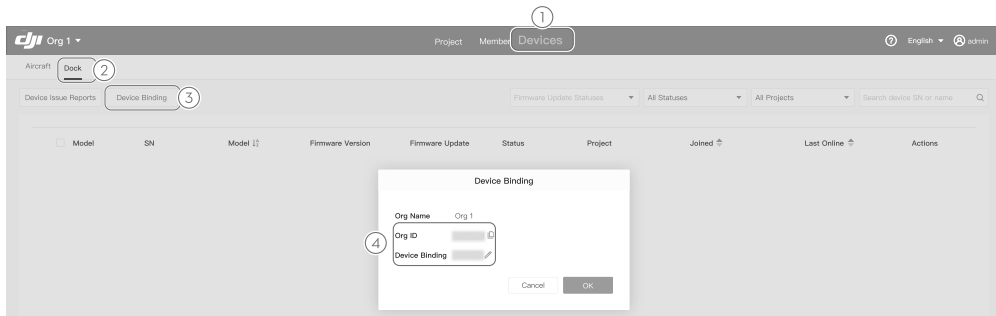 1
dji Org 1 Project Member Devices English admin
Aircraft Dock 2
Device Issue Reports Device Binding 3 Firmware Update Statuses All Statuses All Projects Search device SN or name
Model SN Model Firmware Version Firmware Update Status Project Joined Last Online Actions
Device Binding
Org Name Org 1
Org ID
4
Device Binding
Cancel OK